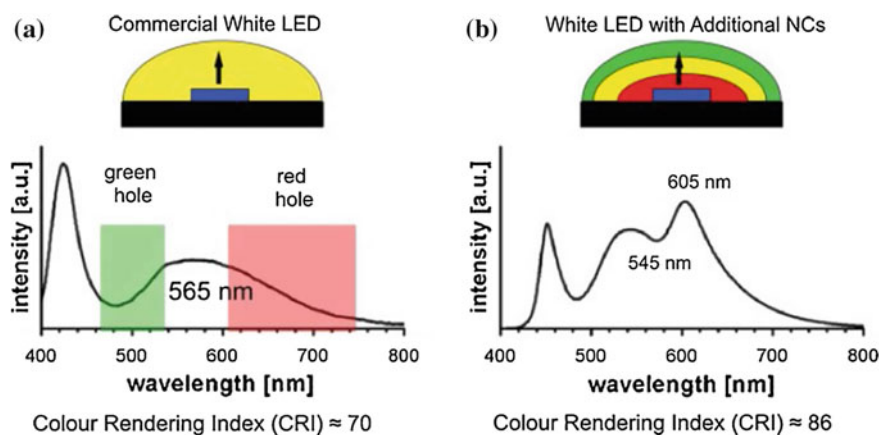 (a)
Commercial White LED
intensity [a.u.]
green
hole
red
hole
565 nm
400 500 600 700 800
wavelength [nm]
Colour Rendering Index (CRI) ≈ 70
(b)
White LED with Additional NCs
intensity [a.u.]
605 nm
545 nm
400 500 600 700 800
wavelength [nm]
Colour Rendering Index (CRI) ≈ 86